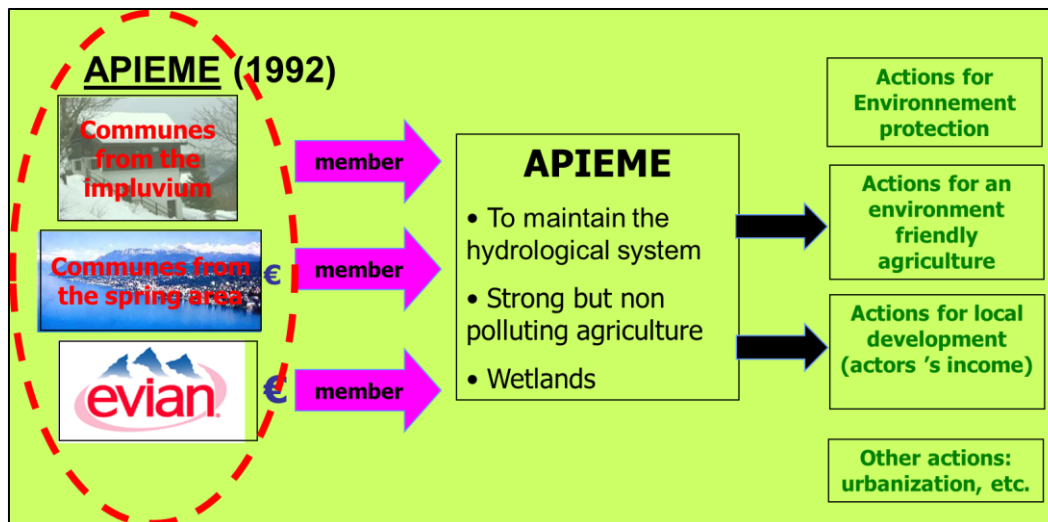 APIEME (1992)
Communes
from the
impluvium
Communes from
the spring area
€
evian
€
member
member
member
APIEME
• To maintain the
hydrological system
• Strong but non
polluting agriculture
• Wetlands
Actions for
Environnement
protection
Actions for an
environment
friendly
agriculture
Actions for local
development
(actors 's income)
Other actions:
urbanization, etc.